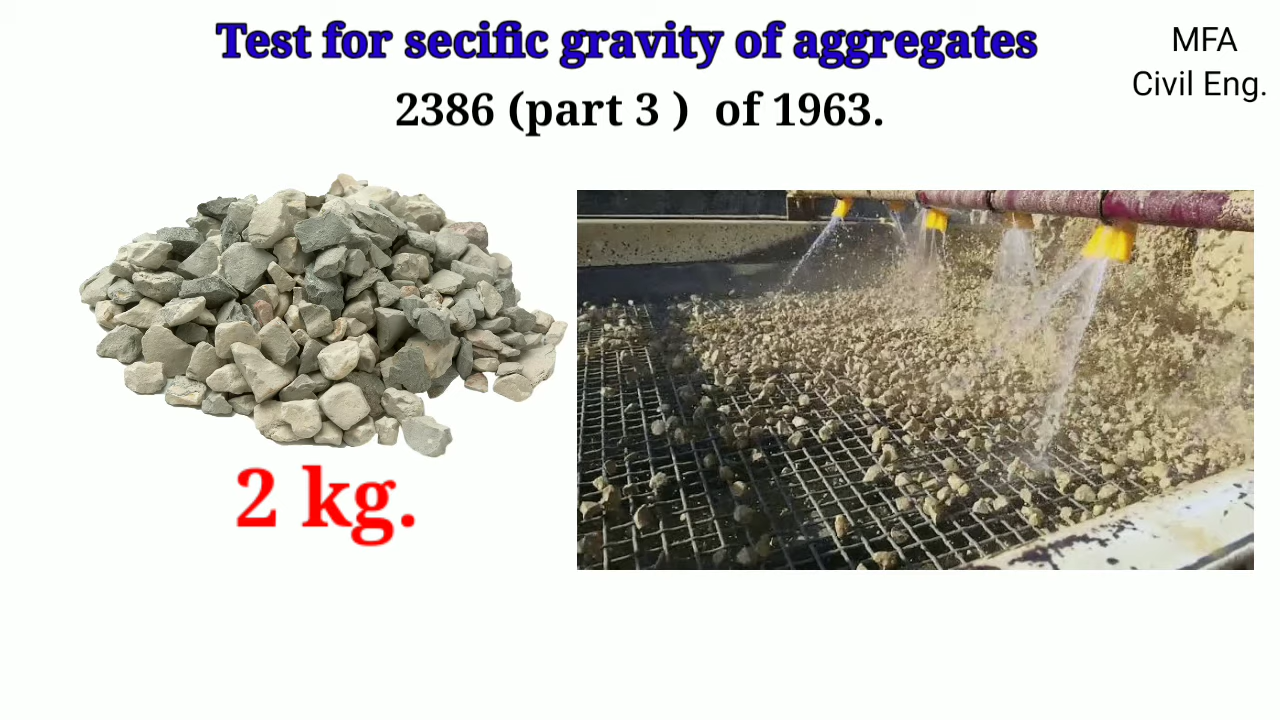 Test for secific gravity of aggregates
2386 (part 3 ) of 1963.
MFA
Civil Eng.
2 kg.